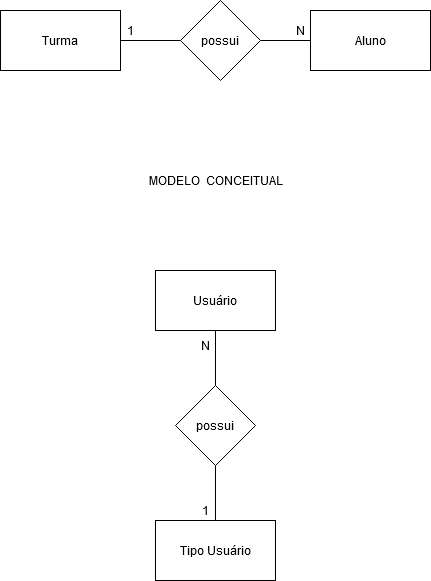 Turma
1
possui
N
Aluno
MODELO CONCEITUAL
Usuário
N
possui
1
Tipo Usuário